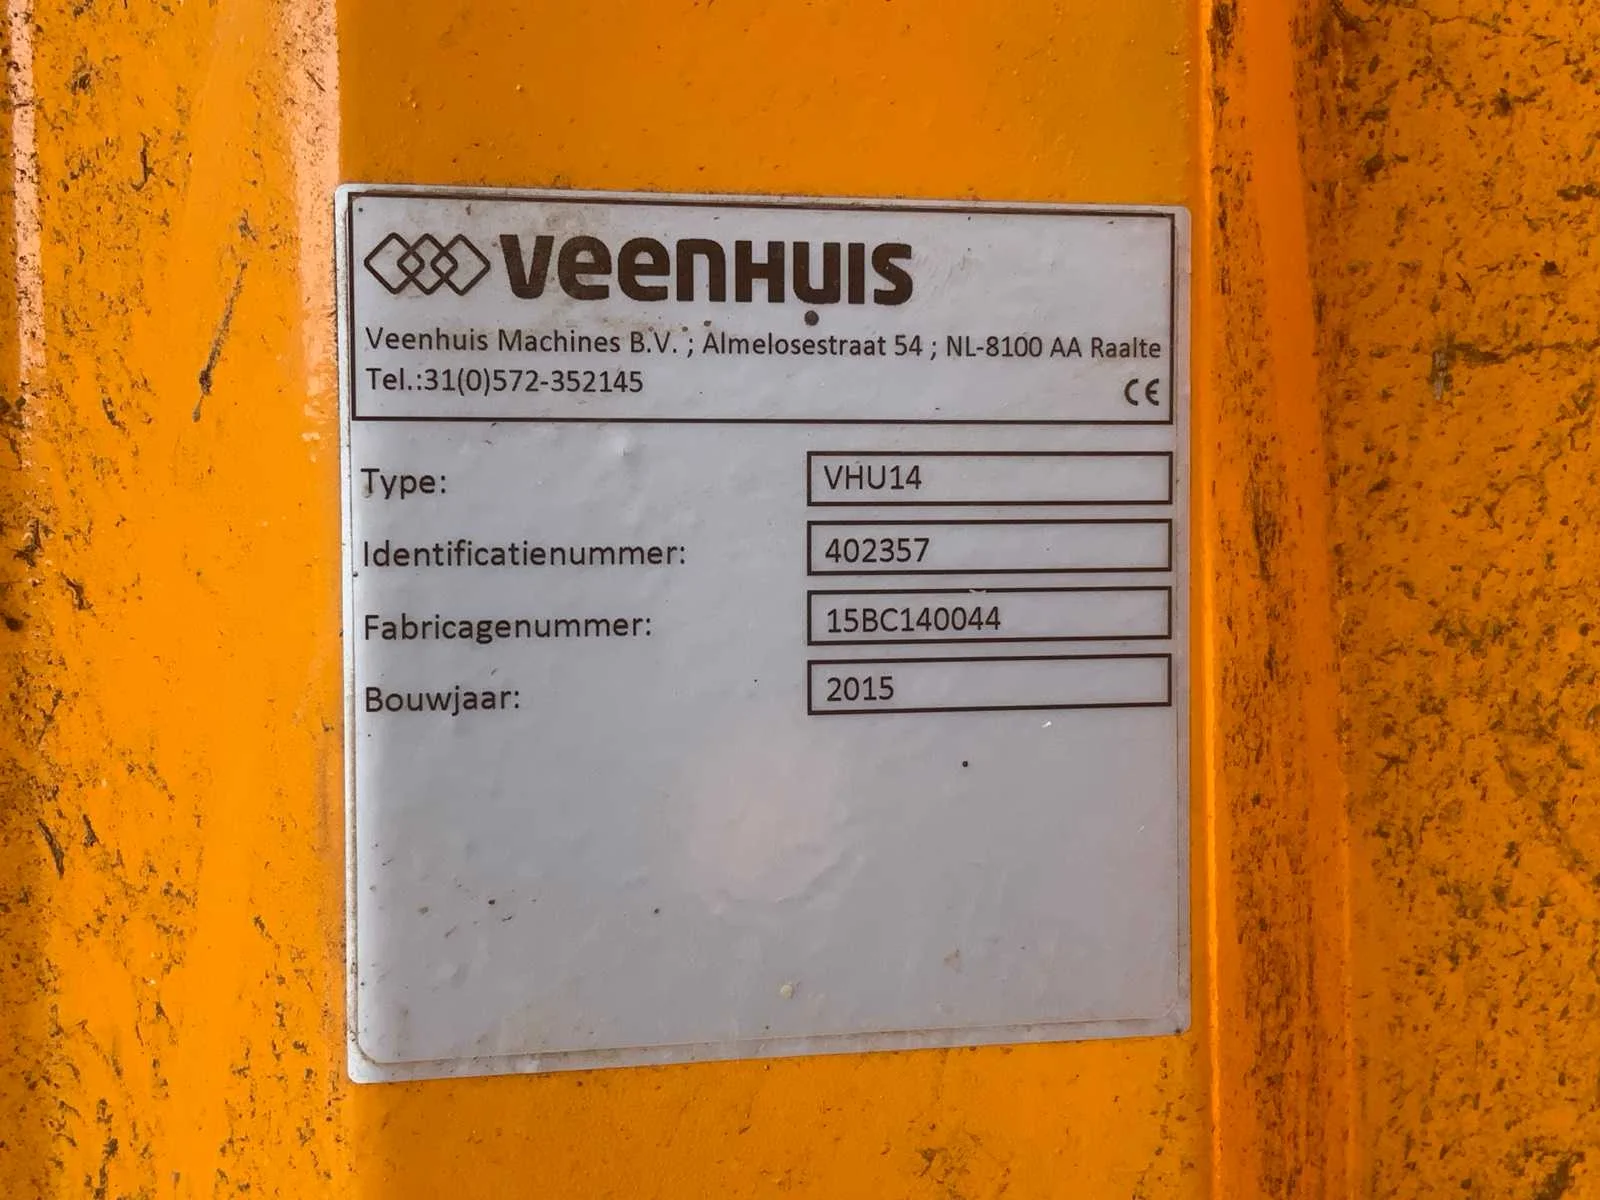 VEENHUIS
Veenhuis Machines B.V. ; Almelosestraat 54 ; NL-8100 AA Raalte
Tel.:31(0)572-352145
CE
Type: VHU14
Identificatienummer: 402357
Fabricagenummer: 15BC140044
Bouwjaar: 2015